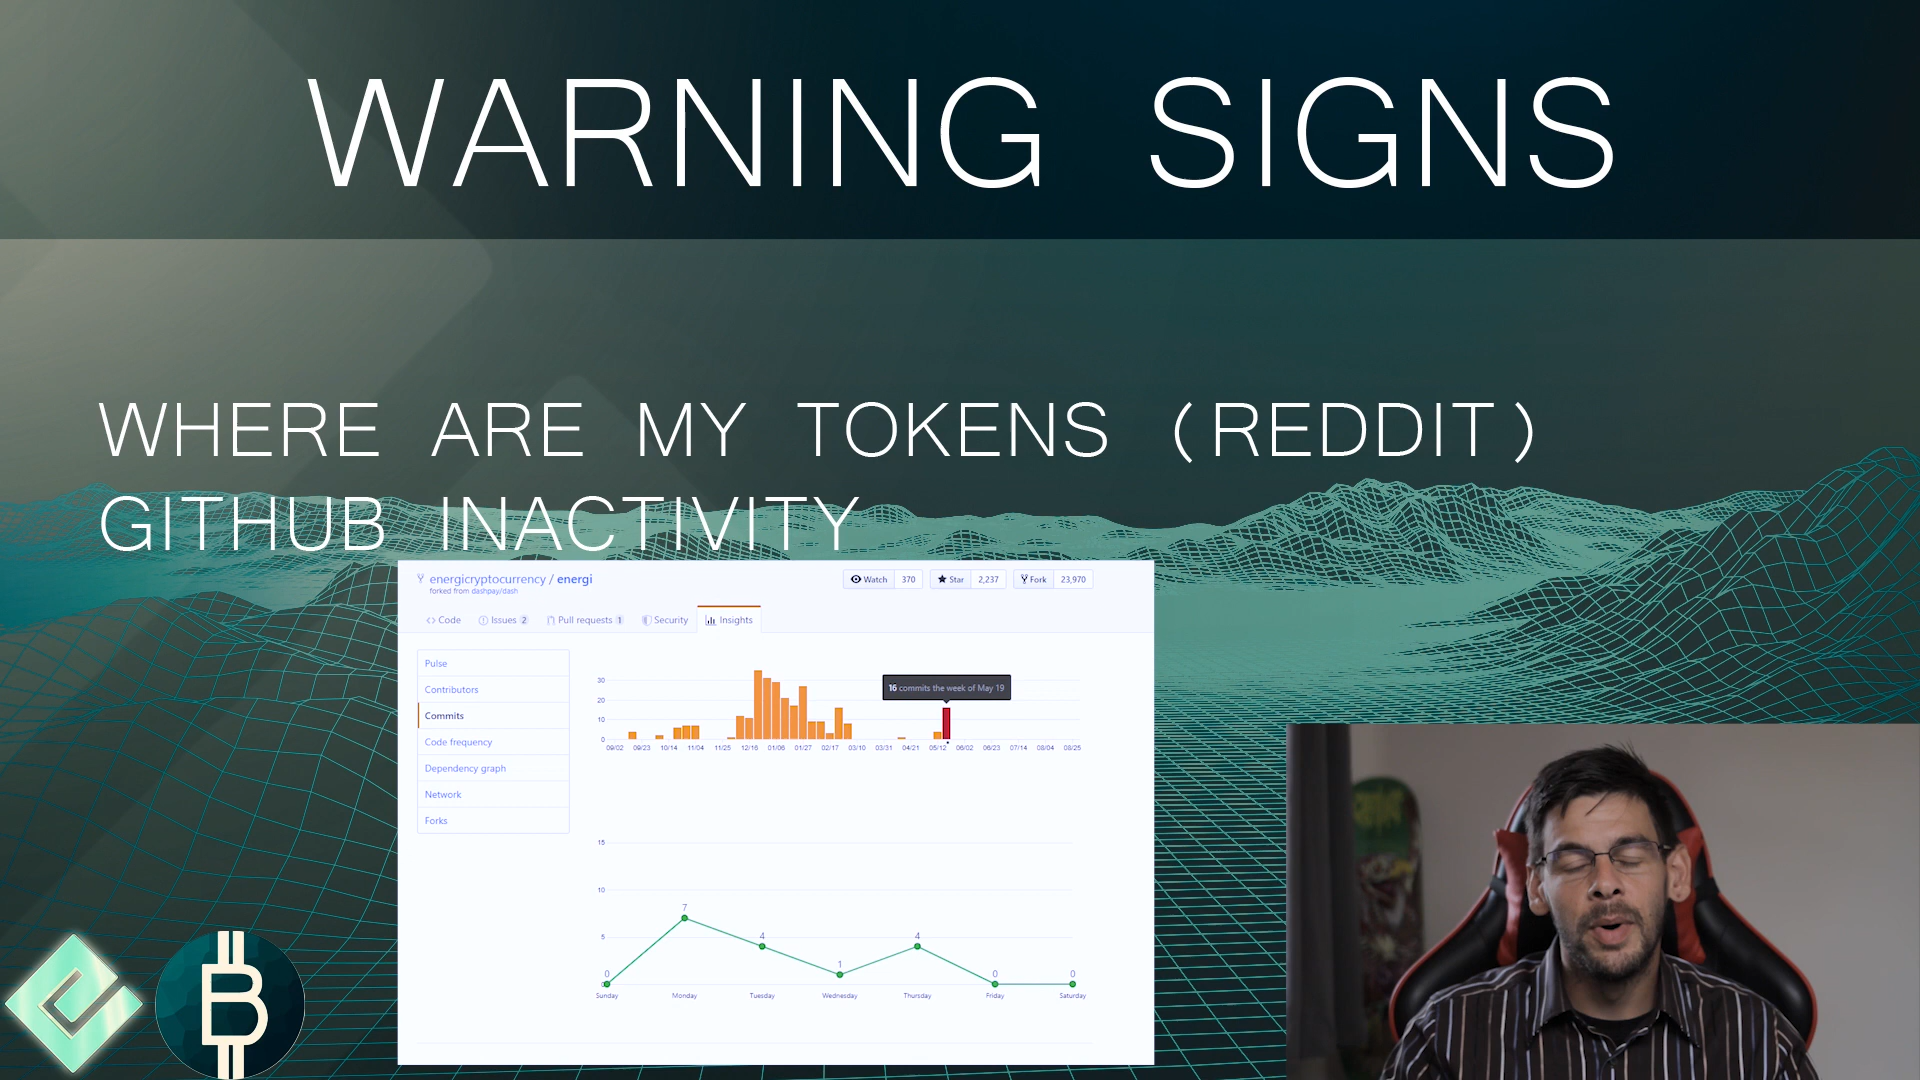 WARNING SIGNS
WHERE ARE MY TOKENS (REDDIT)
GITHUB INACTIVITY
energicryptocurrency / energi
forked from dashpay/dash
Watch 370 Star 2,237 Fork 23,970
Code Issues 2 Pull requests 1 Security Insights
Pulse
Contributors
Commits
Code frequency
Dependency graph
Network
Forks
16 commits the week of May 19
30
20
10
0
09/02 09/23 10/14 11/04 11/25 12/16 01/06 01/27 02/17 03/10 03/31 04/21 05/12 06/02 06/23 07/14 08/04 08/25
15
10
5
0
0 7 4 1 4 0 0
Sunday Monday Tuesday Wednesday Thursday Friday Saturday
B